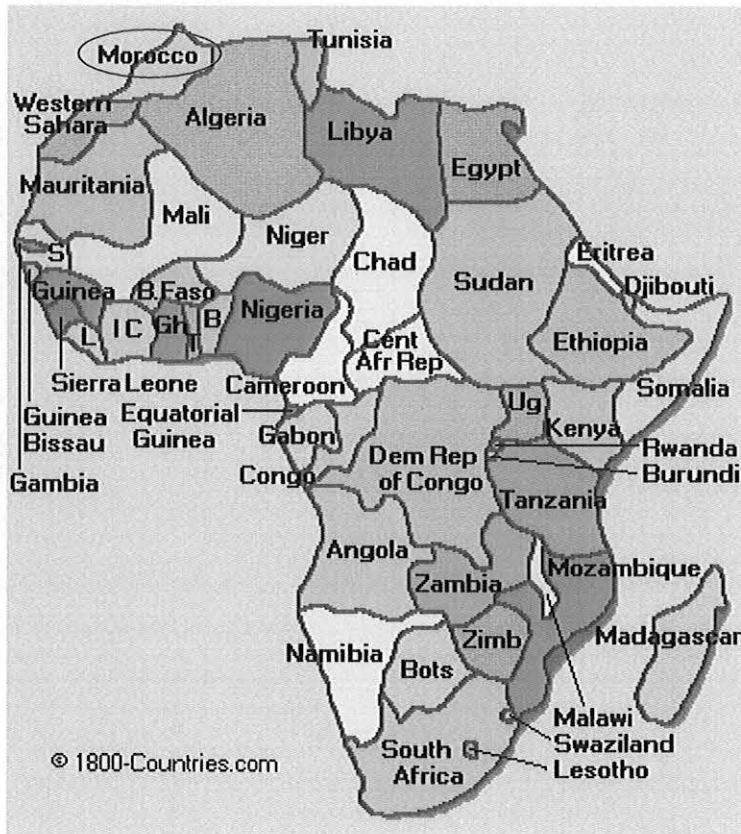 Tunisia
Morocco
Western
Sahara
Algeria
Libya
Egypt
Mauritania
Mali
Niger
Chad
Sudan
Eritrea
Djibouti
S
Guinea
B.Faso
Nigeria
I C
Gh
T
B
L
Ethiopia
Cent
Afr Rep
Sierra Leone
Cameroon
Somalia
Guinea
Bissau
Equatorial
Guinea
Gabon
Ug
Kenya
Gambia
Congo
Dem Rep
of Congo
Rwanda
Burundi
Tanzania
Angola
Zambia
Mozambique
Namibia
Bots
Zimb
Madagascar
Malawi
Swaziland
Lesotho
South
Africa
© 1800-Countries.com